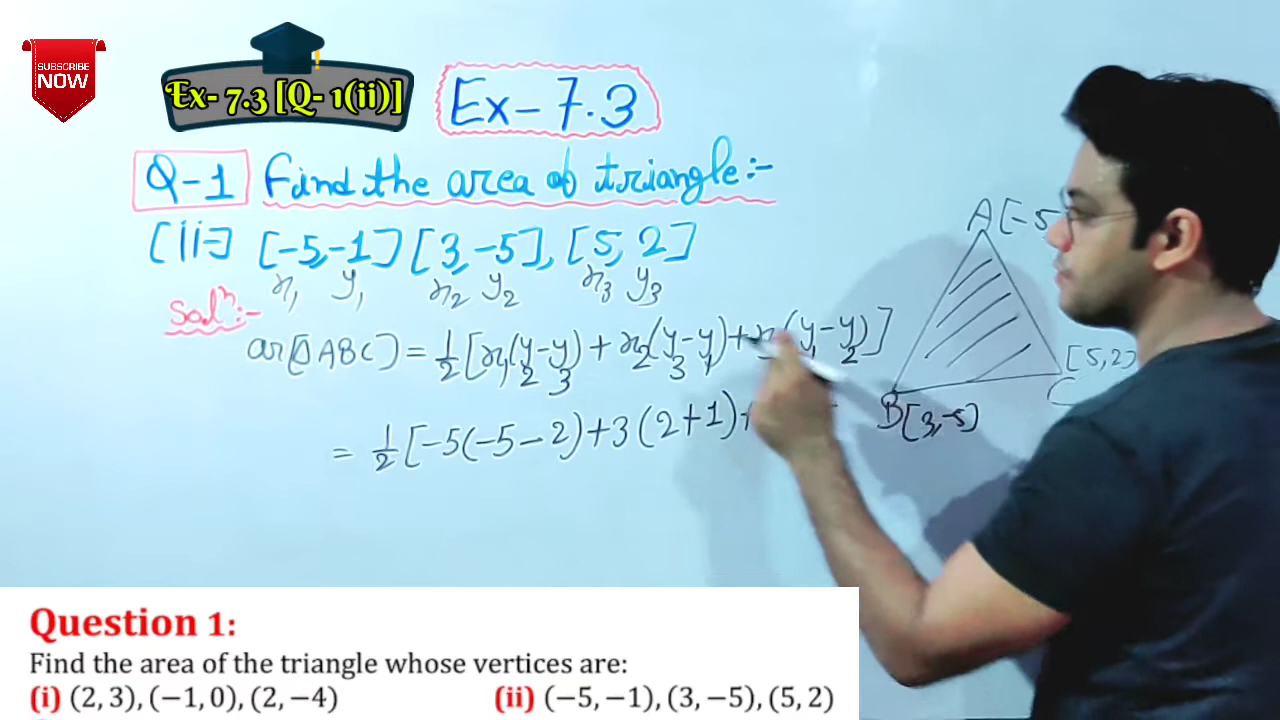 SUBSCRIBE
NOW
Ex- 7.3 [Q- 1(ii)]
Ex-7.3
Q-1 Find the area of triangle:-
[ii-] [-5,-1] [3,-5], [5, 2]
x₁ y₁ x₂ y₂ x₃ y₃
Solⁿ:-
ar[△ABC) = 1/2 [x₁(y₂-y₃) + x₂(y₃-y₁) + (y₁-y₂)]
= 1/2 [-5(-5-2)+3(2+1)+
A[-5
B[3,-5]
[5,2)
C
Question 1:
Find the area of the triangle whose vertices are:
(i) (2, 3), (−1, 0), (2, −4) (ii) (−5, −1), (3, −5), (5, 2)